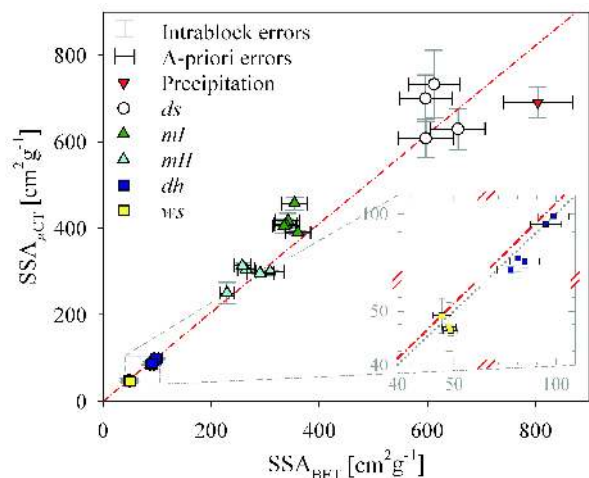 Intrablock errors
A-priori errors
Precipitation
ds
mI
mII
dh
ws
800
600
400
200
0
SSA_μCT [cm²g⁻¹]
100
50
40
40
50
100
0
200
400
600
800
SSA_BET [cm²g⁻¹]